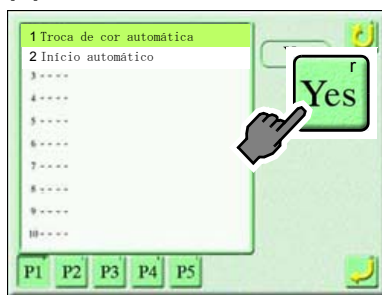 1 Troca de cor automática
2 Início automático
3 ----
4 ----
5 ----
6 ----
7 ----
8 ----
9 ----
10 ----
r
Yes
P1 P2 P3 P4 P5